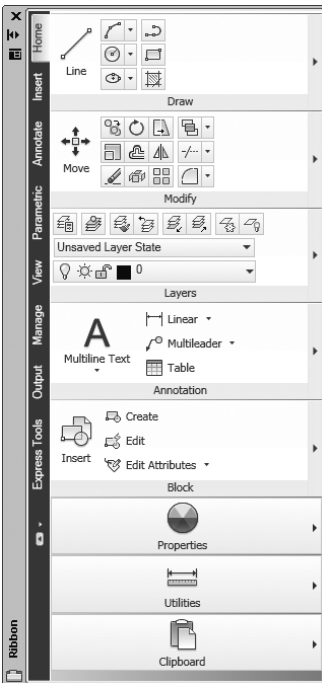 Home
Insert
Annotate
Parametric
View
Manage
Output
Express Tools
Ribbon
Line
Draw
Move
Modify
Unsaved Layer State
0
Layers
A
Multiline Text
Linear
Multileader
Table
Annotation
Insert
Create
Edit
Edit Attributes
Block
Properties
Utilities
Clipboard